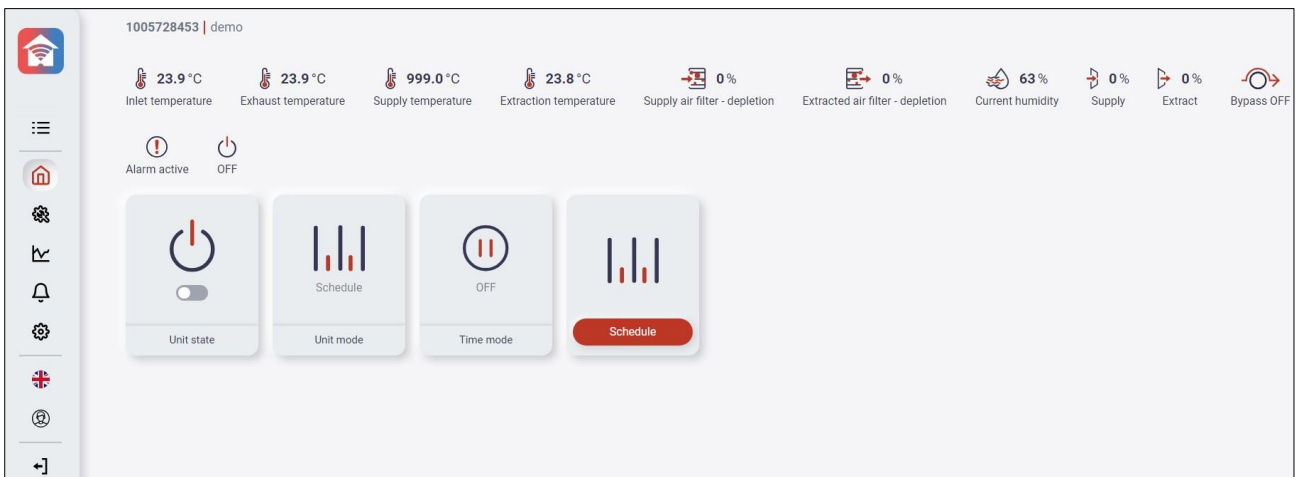 1005728453 | demo
23.9 °C 23.9 °C 999.0 °C 23.8 °C 0 % 0 % 63 % 0 % 0 %
Inlet temperature Exhaust temperature Supply temperature Extraction temperature Supply air filter - depletion Extracted air filter - depletion Current humidity Supply Extract Bypass OFF
Alarm active OFF
Schedule OFF
Schedule
Unit state Unit mode Time mode